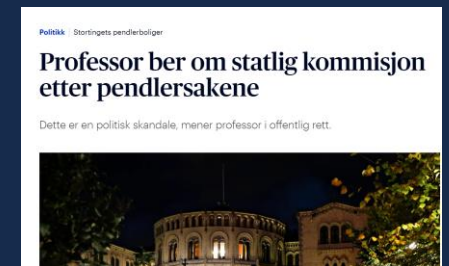 Politikk Stortingets pendlerboliger
Professor ber om statlig kommisjon
etter pendlersakene
Dette er en politisk skandale, mener professor i offentlig rett.